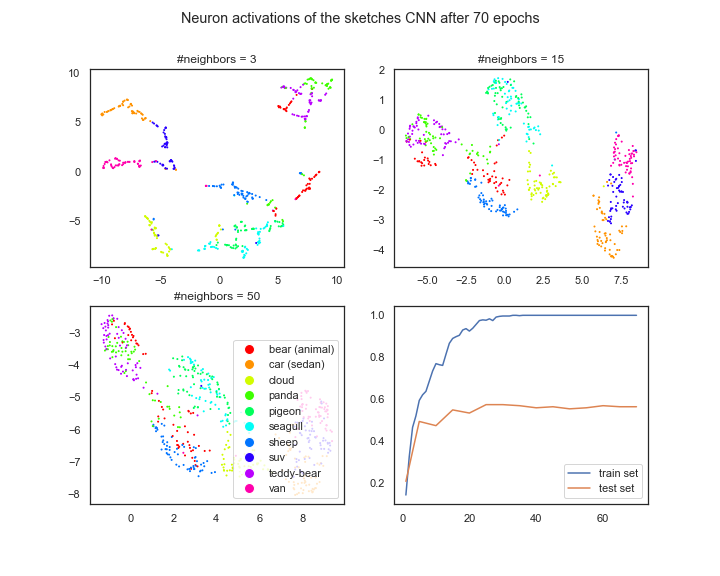 Neuron activations of the sketches CNN after 70 epochs
#neighbors = 3
10
5
0
−5
−10
−5
0
5
10
#neighbors = 15
2
1
0
−1
−2
−3
−4
−5.0
−2.5
0.0
2.5
5.0
7.5
#neighbors = 50
−3
−4
−5
−6
−7
−8
0
2
4
6
8
bear (animal)
car (sedan)
cloud
panda
pigeon
seagull
sheep
suv
teddy-bear
van
1.0
0.8
0.6
0.4
0.2
0
20
40
60
train set
test set